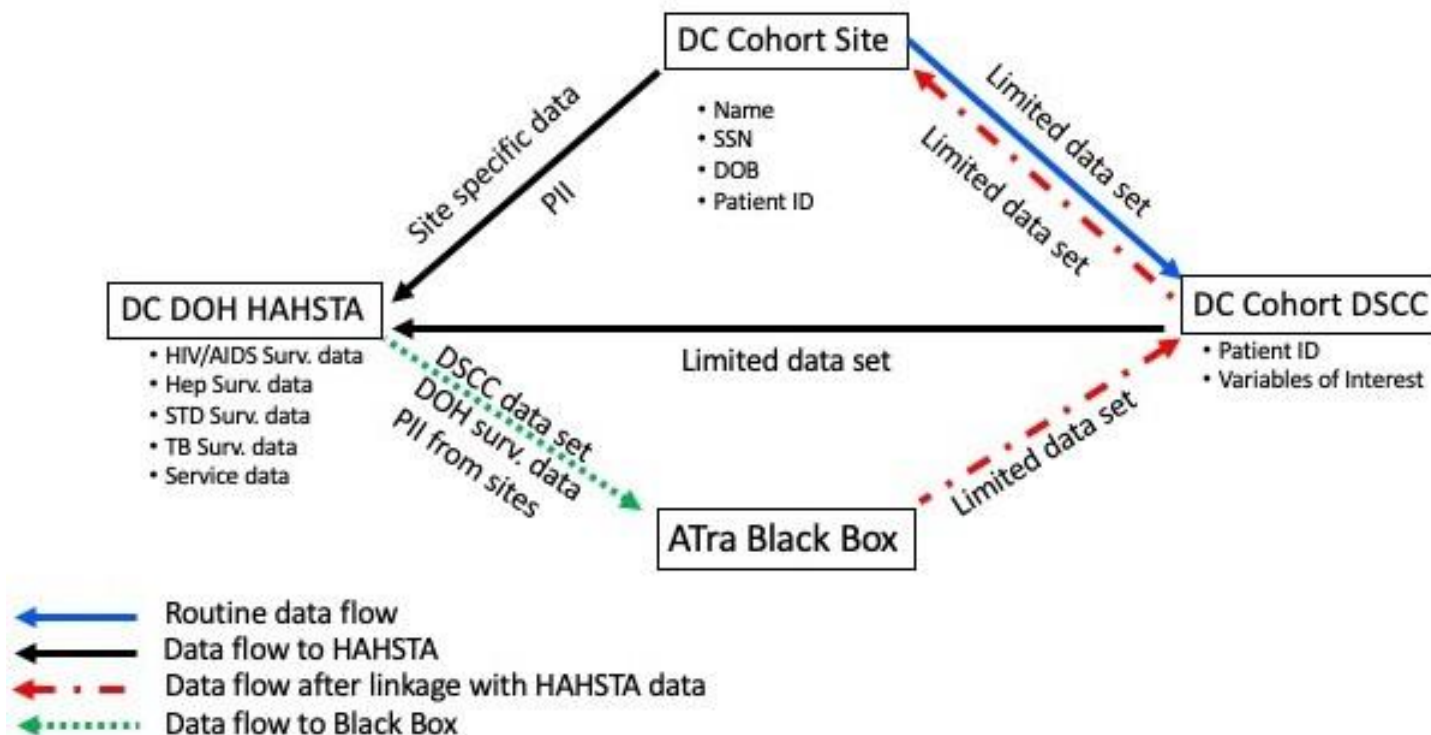 DC Cohort Site
• Name
• SSN
• DOB
• Patient ID
Site specific data
PII
Limited data set
Limited data set
DC DOH HAHSTA
• HIV/AIDS Surv. data
• Hep Surv. data
• STD Surv. data
• TB Surv. data
• Service data
Limited data set
DC Cohort DSCC
• Patient ID
• Variables of Interest
DSCC data set
DOH surv. data
PII from sites
Limited data set
ATra Black Box
Routine data flow
Data flow to HAHSTA
Data flow after linkage with HAHSTA data
Data flow to Black Box